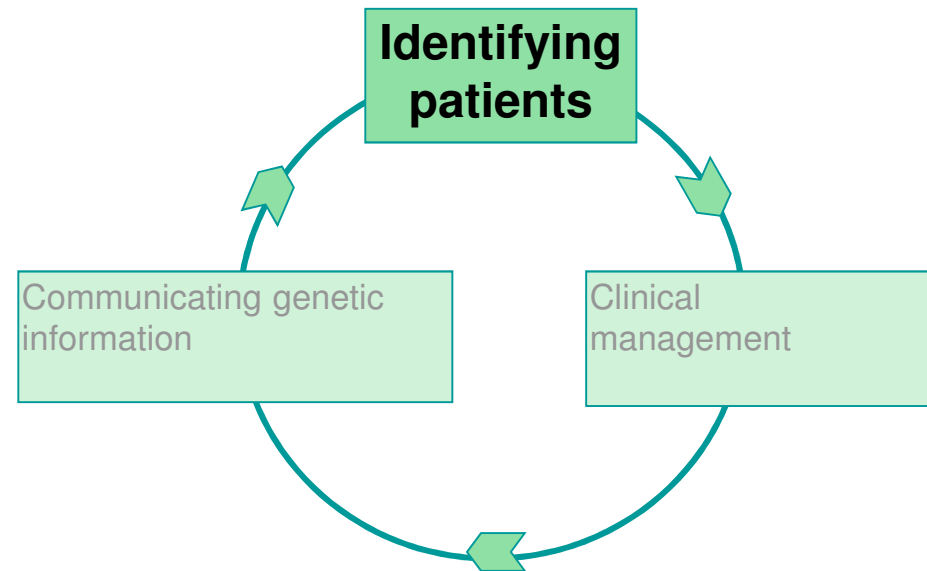 Identifying
patients
Communicating genetic
information
Clinical
management